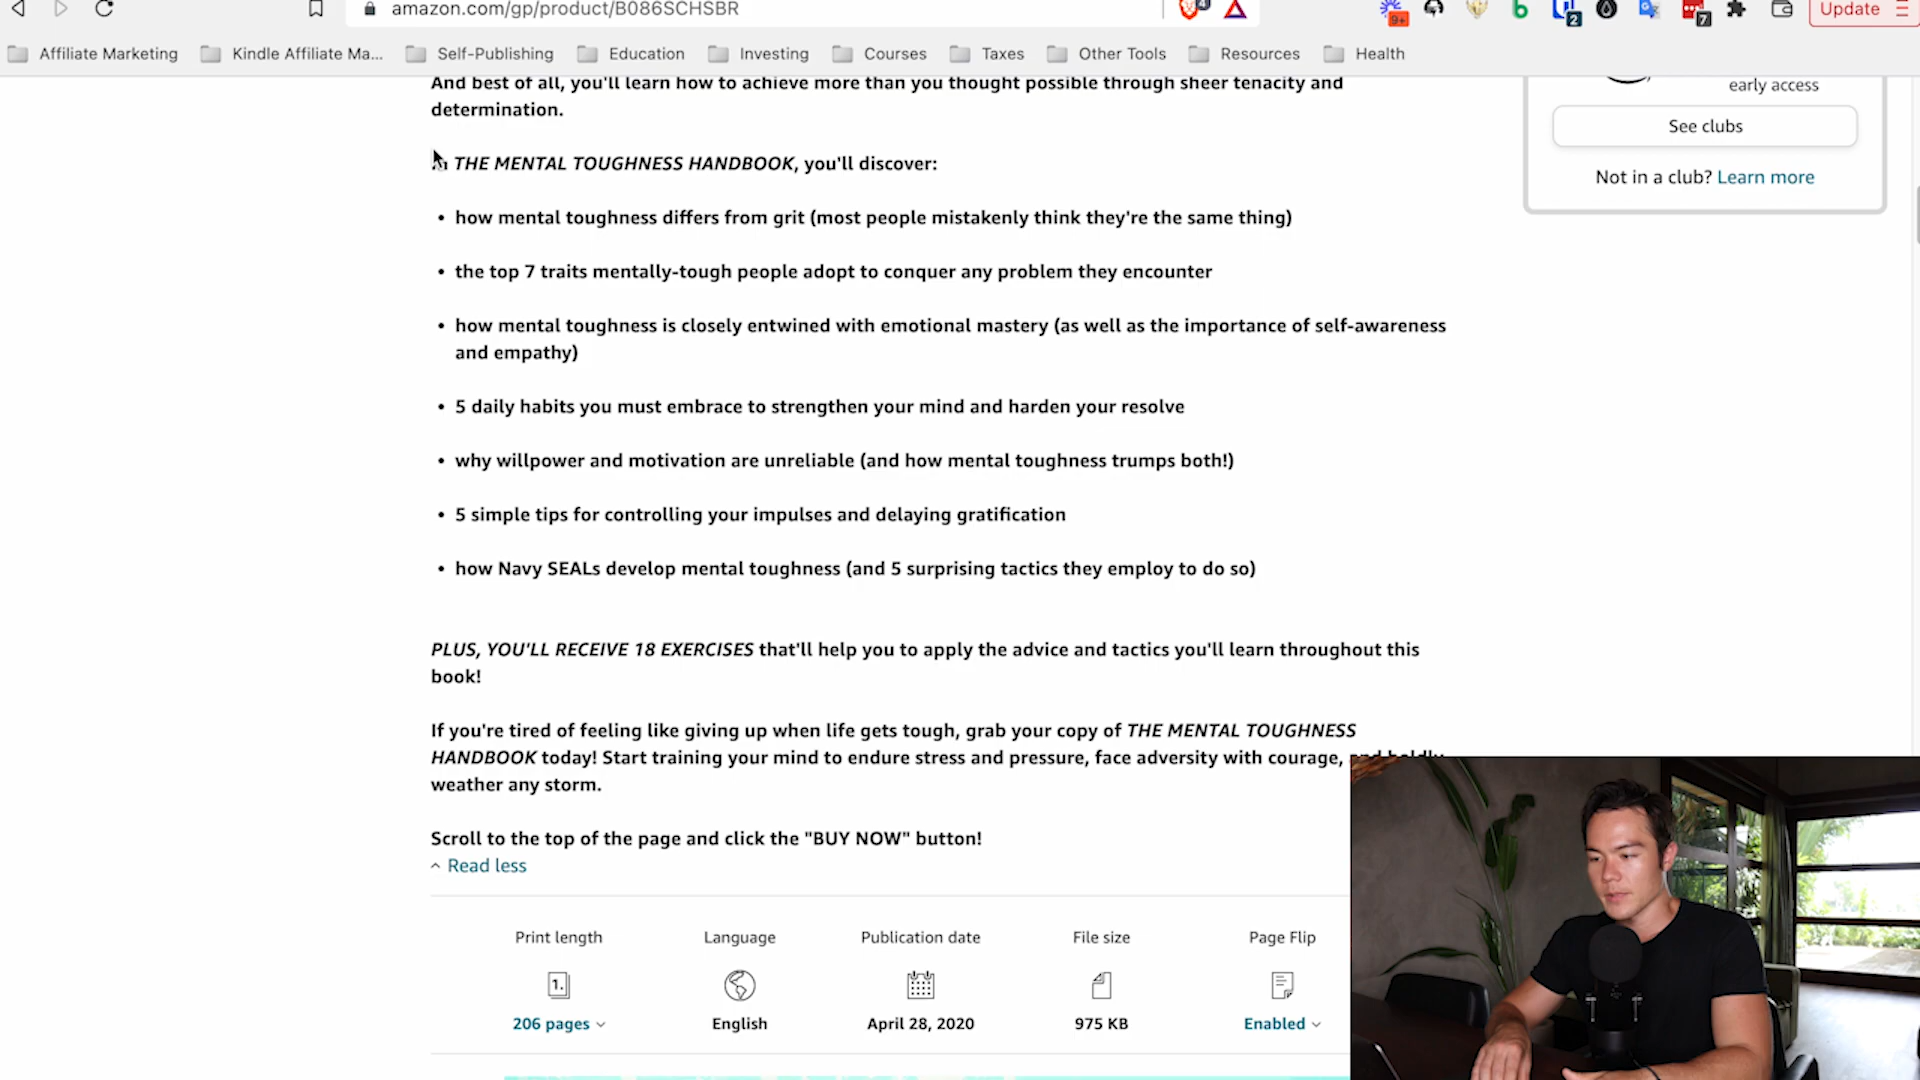 amazon.com/gp/product/B086SCHSBR
4
9+
b
2
7
Update
Affiliate Marketing
Kindle Affiliate Ma...
Self-Publishing
Education
Investing
Courses
Taxes
Other Tools
Resources
Health
And best of all, you'll learn how to achieve more than you thought possible through sheer tenacity and
determination.
THE MENTAL TOUGHNESS HANDBOOK, you'll discover:
• how mental toughness differs from grit (most people mistakenly think they're the same thing)
• the top 7 traits mentally-tough people adopt to conquer any problem they encounter
• how mental toughness is closely entwined with emotional mastery (as well as the importance of self-awareness
and empathy)
• 5 daily habits you must embrace to strengthen your mind and harden your resolve
• why willpower and motivation are unreliable (and how mental toughness trumps both!)
• 5 simple tips for controlling your impulses and delaying gratification
• how Navy SEALs develop mental toughness (and 5 surprising tactics they employ to do so)
PLUS, YOU'LL RECEIVE 18 EXERCISES that'll help you to apply the advice and tactics you'll learn throughout this
book!
If you're tired of feeling like giving up when life gets tough, grab your copy of THE MENTAL TOUGHNESS
HANDBOOK today! Start training your mind to endure stress and pressure, face adversity with courage, and boldly
weather any storm.
Scroll to the top of the page and click the "BUY NOW" button!
Read less
early access
See clubs
Not in a club? Learn more
Print length
Language
Publication date
File size
Page Flip
1.
206 pages
English
April 28, 2020
975 KB
Enabled